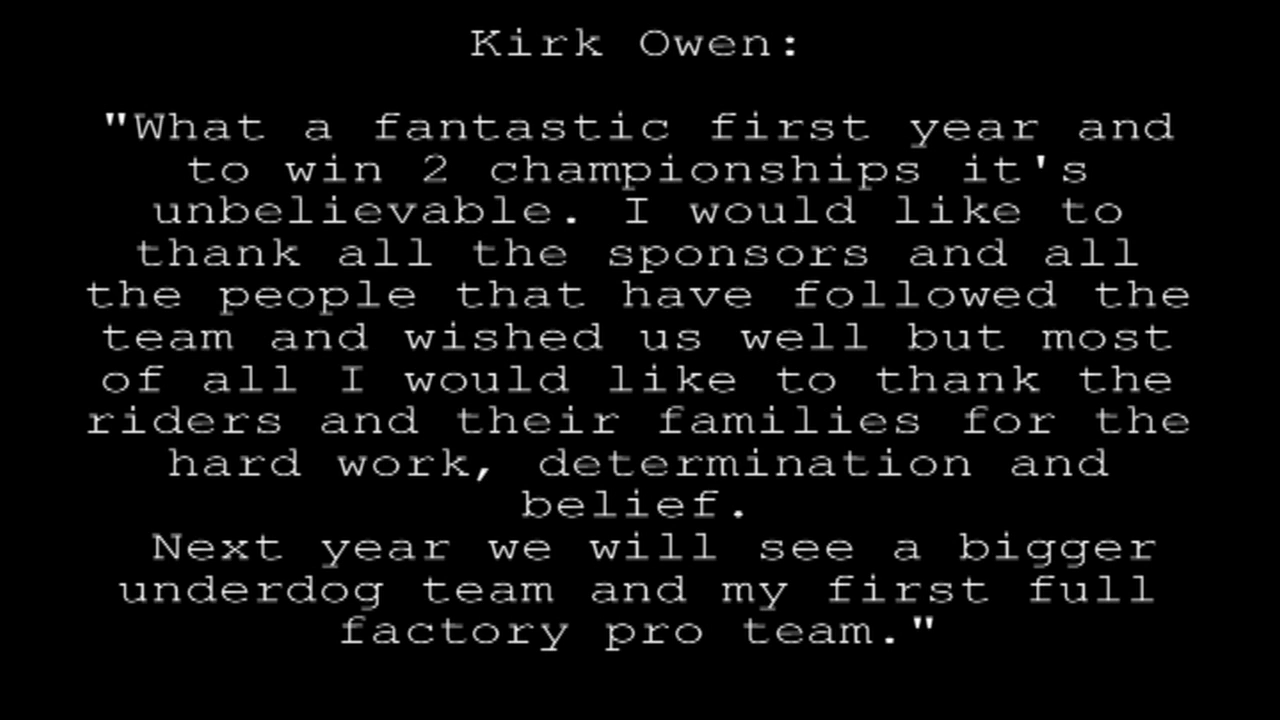 Kirk Owen:
"What a fantastic first year and
to win 2 championships it's
unbelievable. I would like to
thank all the sponsors and all
the people that have followed the
team and wished us well but most
of all I would like to thank the
riders and their families for the
hard work, determination and
belief.
Next year we will see a bigger
underdog team and my first full
factory pro team."